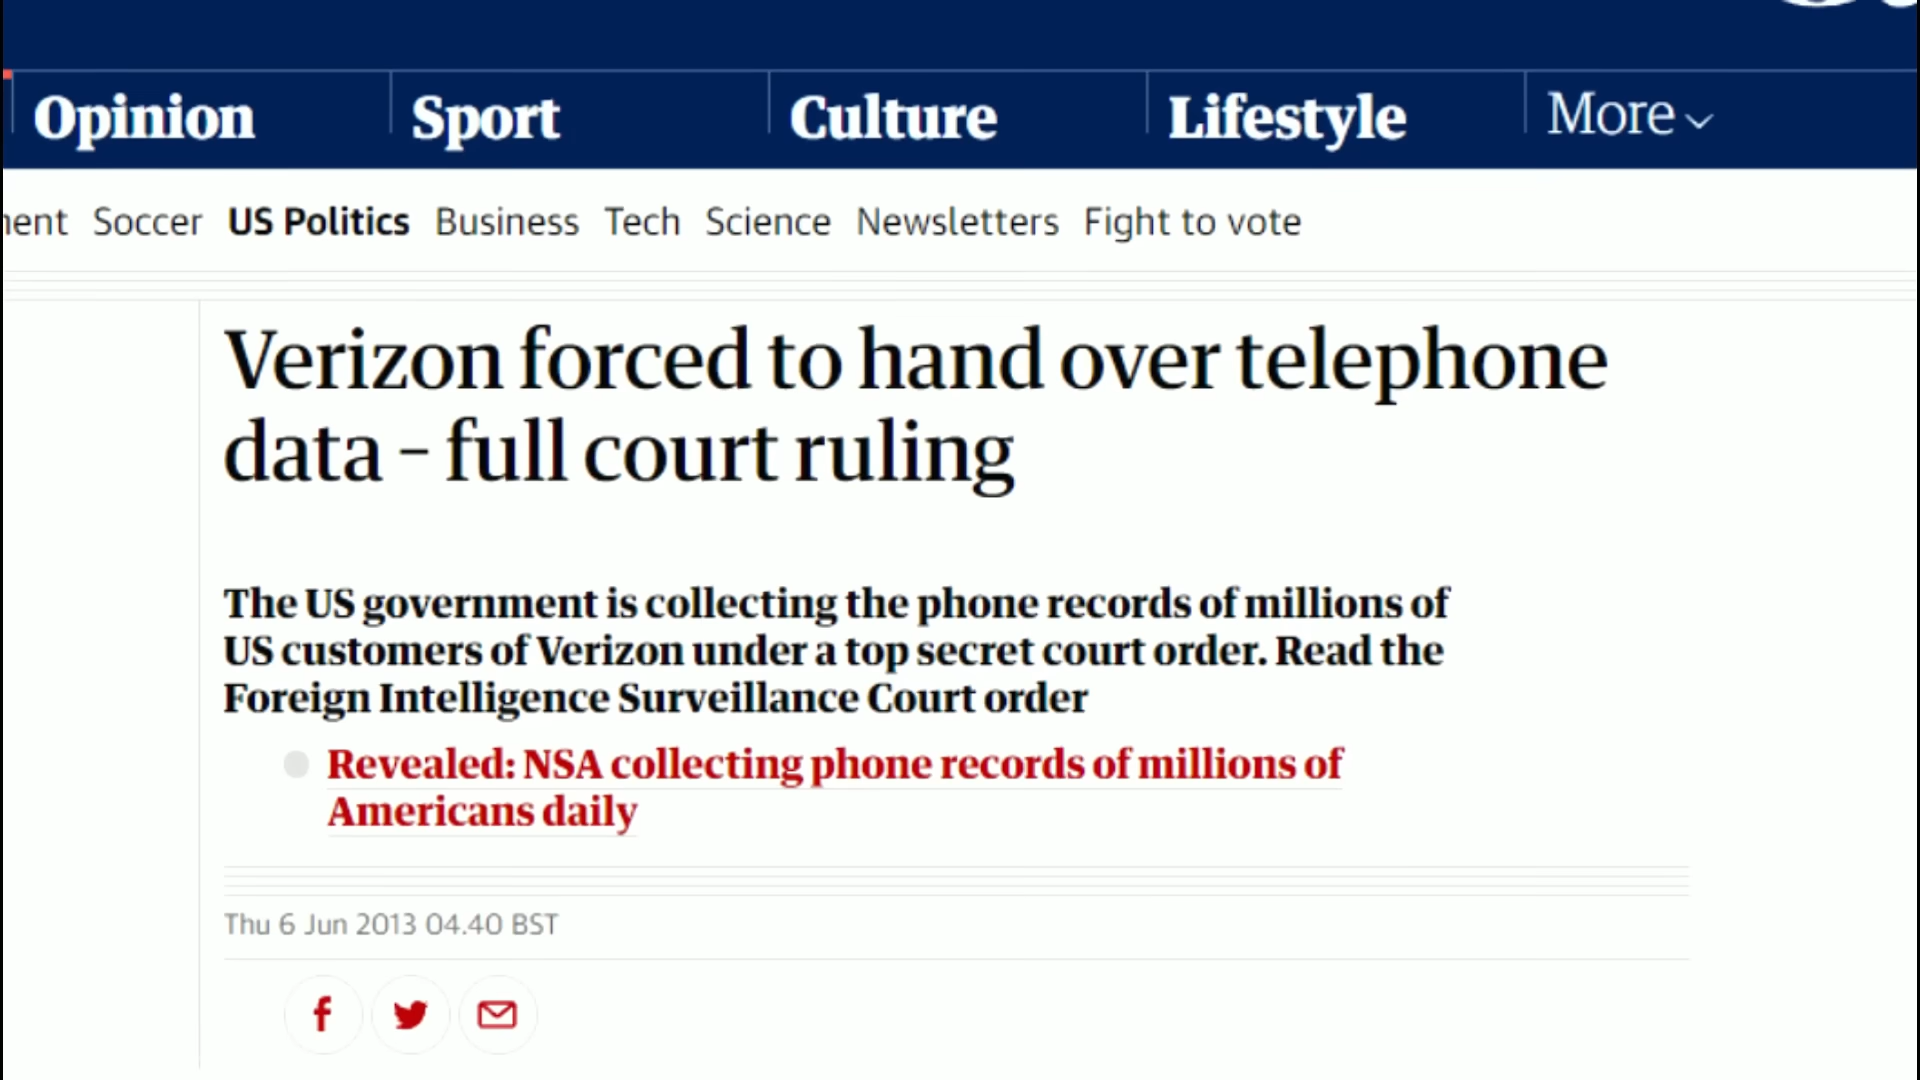 Opinion Sport Culture Lifestyle More
Soccer US Politics Business Tech Science Newsletters Fight to vote
Verizon forced to hand over telephone
data – full court ruling
The US government is collecting the phone records of millions of
US customers of Verizon under a top secret court order. Read the
Foreign Intelligence Surveillance Court order
Revealed: NSA collecting phone records of millions of
Americans daily
Thu 6 Jun 2013 04.40 BST